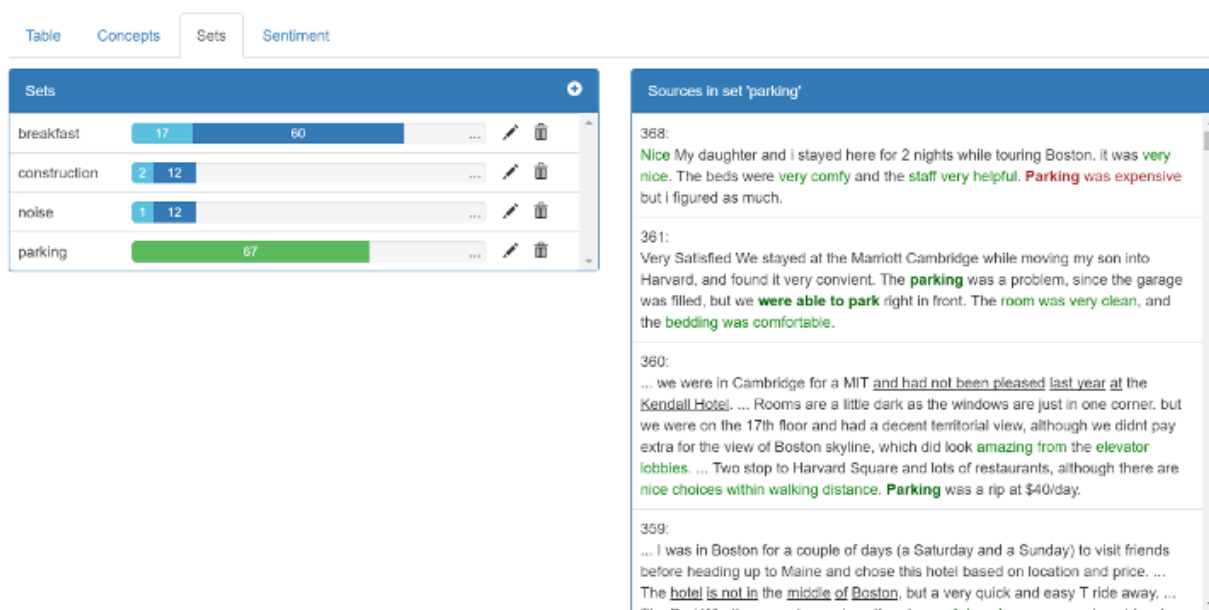 Table Concepts Sets Sentiment
Sets
breakfast 17 60 ...
construction 2 12 ...
noise 1 12 ...
parking 67 ...
Sources in set 'parking'
368:
Nice My daughter and i stayed here for 2 nights while touring Boston. it was very
nice. The beds were very comfy and the staff very helpful. Parking was expensive
but i figured as much.
361:
Very Satisfied We stayed at the Marriott Cambridge while moving my son into
Harvard, and found it very convient. The parking was a problem, since the garage
was filled, but we were able to park right in front. The room was very clean, and
the bedding was comfortable.
360:
... we were in Cambridge for a MIT and had not been pleased last year at the
Kendall Hotel. ... Rooms are a little dark as the windows are just in one corner. but
we were on the 17th floor and had a decent territorial view, although we didnt pay
extra for the view of Boston skyline, which did look amazing from the elevator
lobbies. ... Two stop to Harvard Square and lots of restaurants, although there are
nice choices within walking distance. Parking was a rip at $40/day.
359:
... I was in Boston for a couple of days (a Saturday and a Sunday) to visit friends
before heading up to Maine and chose this hotel based on location and price. ...
The hotel is not in the middle of Boston, but a very quick and easy T ride away. ...